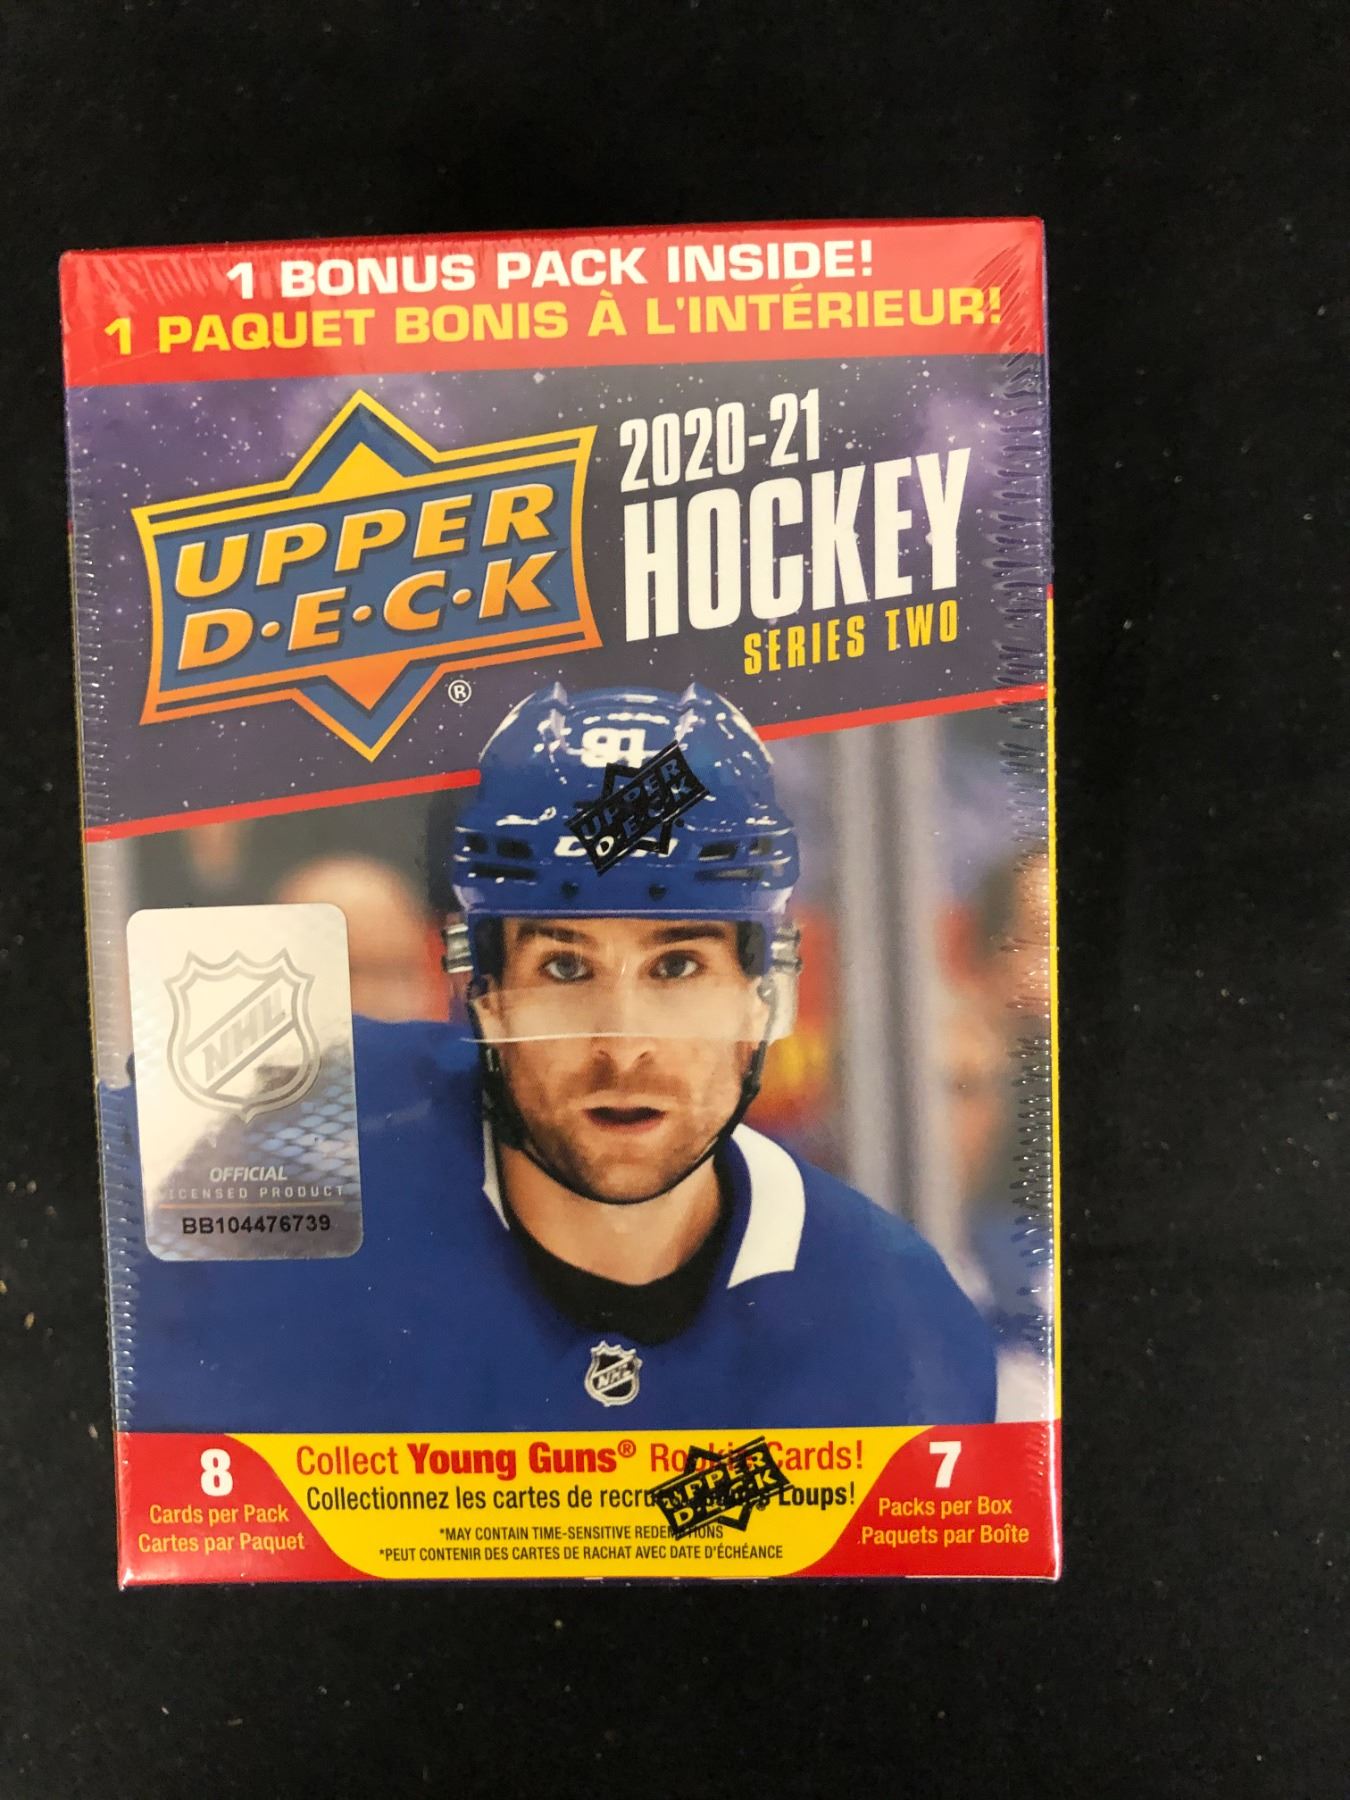 1 BONUS PACK INSIDE!
1 PAQUET BONIS À L'INTÉRIEUR!
UPPER
D·E·C·K
®
2020-21
HOCKEY
SERIES TWO
91
UPPER
DECK
NHL
OFFICIAL
LICENSED PRODUCT
BB104476739
NHL
8
Cards per Pack
Cartes par Paquet
Collect Young Guns® Rookie Cards!
Collectionnez les cartes de Loups!
UPPER
DECK
*MAY CONTAIN TIME-SENSITIVE REDEMPTIONS
*PEUT CONTENIR DES CARTES DE RACHAT AVEC DATE D'ÉCHÉANCE
7
Packs per Box
Paquets par Boîte